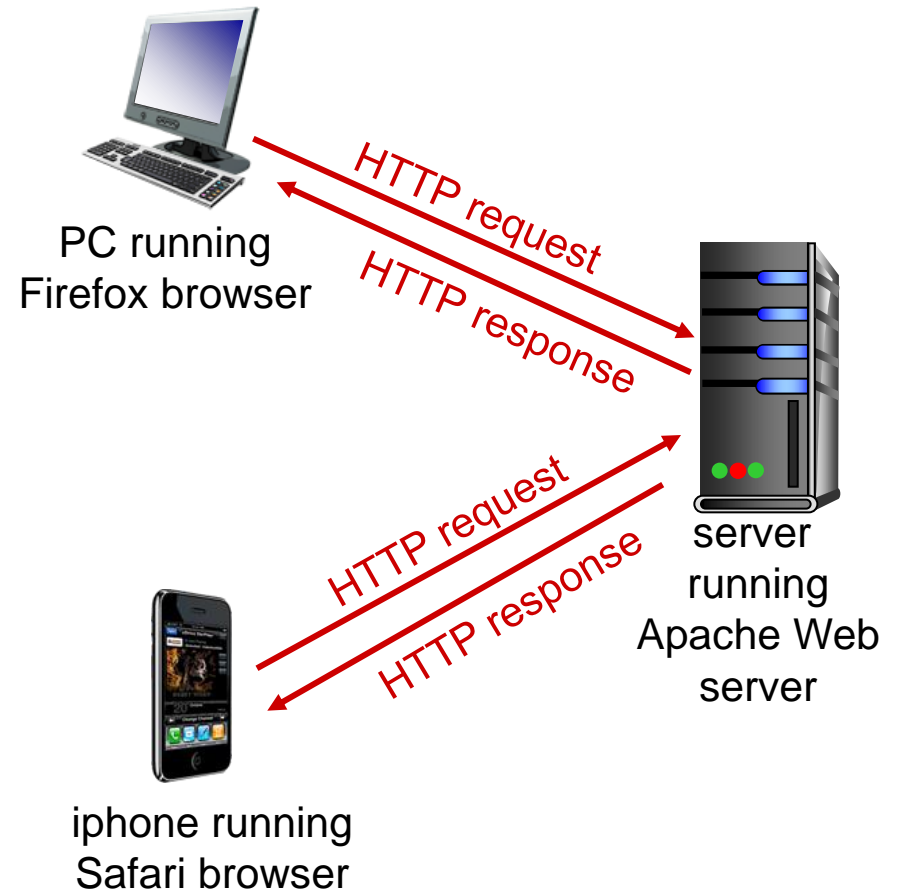 HTTP request
HTTP response
PC running
Firefox browser
HTTP request
HTTP response
server
running
Apache Web
server
iphone running
Safari browser